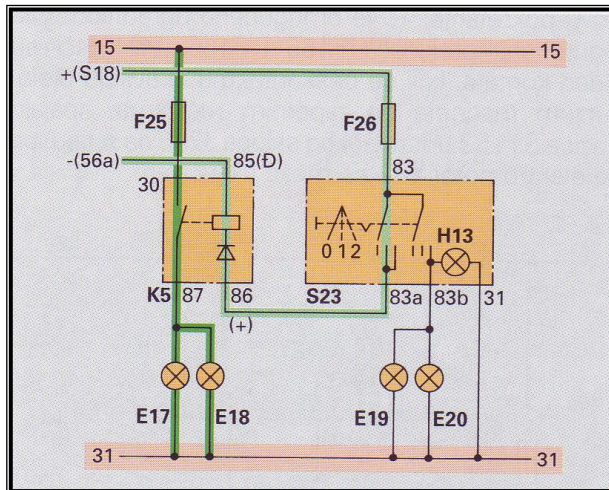 15 15
+(S18)
F25 F26
-(56a) 85(Đ) 83
30
H13
0 1 2
K5 87 86 S23 83a 83b 31
(+)
E17 E18 E19 E20
31 31